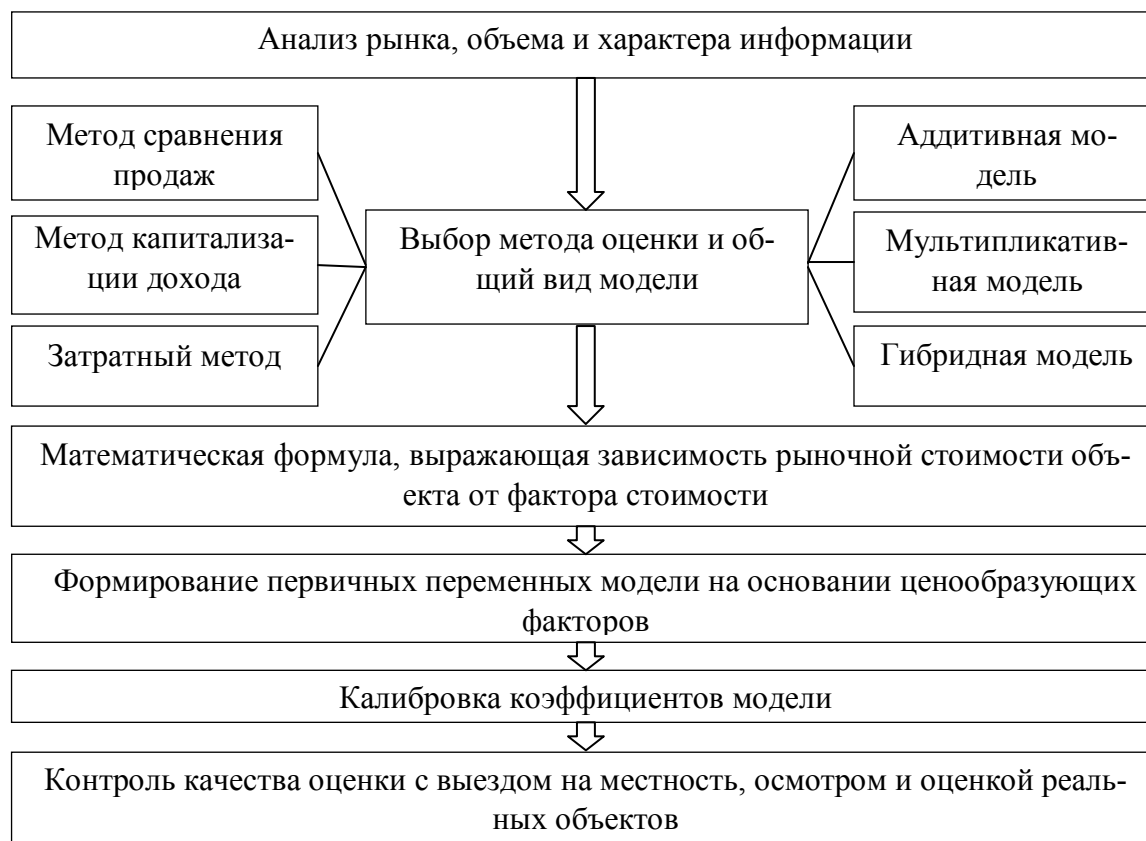 Анализ рынка, объема и характера информации
Метод сравнения
продаж
Метод капитализа-
ции дохода
Затратный метод
Выбор метода оценки и об-
щий вид модели
Аддитивная мо-
дель
Мультипликатив-
ная модель
Гибридная модель
Математическая формула, выражающая зависимость рыночной стоимости объ-
екта от фактора стоимости
Формирование первичных переменных модели на основании ценообразующих
факторов
Калибровка коэффициентов модели
Контроль качества оценки с выездом на местность, осмотром и оценкой реаль-
ных объектов